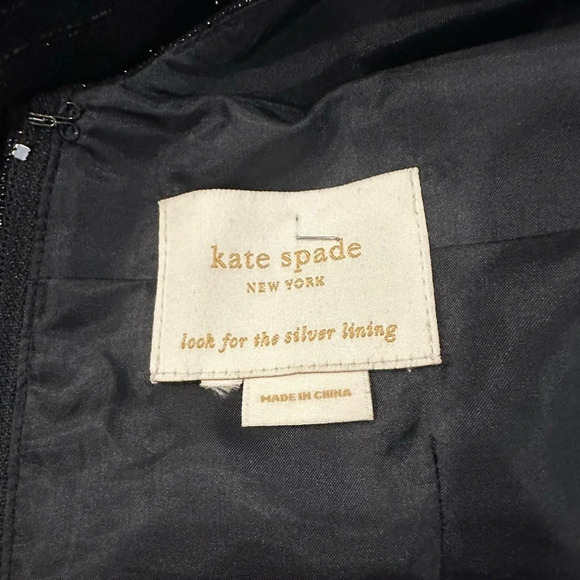 kate spade
NEW YORK
look for the silver lining
MADE IN CHINA